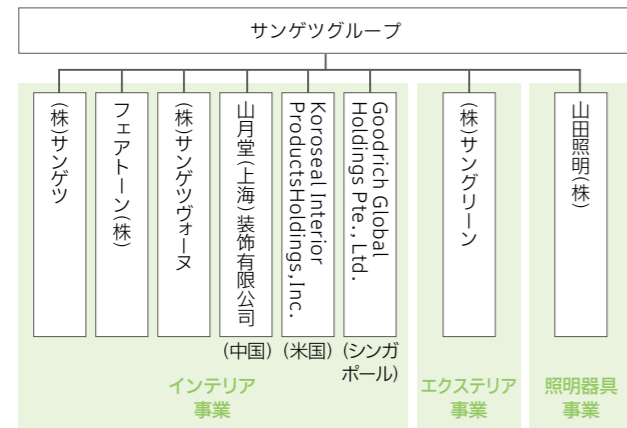 サンゲツグループ
(株)サンゲツ
フェアトーン(株)
(株)サンゲツヴォーヌ
山月堂(上海)装饰有限公司
(中国)
Koroseal Interior
ProductsHoldings,Inc.
(米国)
Goodrich Global
Holdings Pte., Ltd.
(シンガ
ポール)
インテリア
事業
(株)サングリーン
エクステリア
事業
山田照明(株)
照明器具
事業